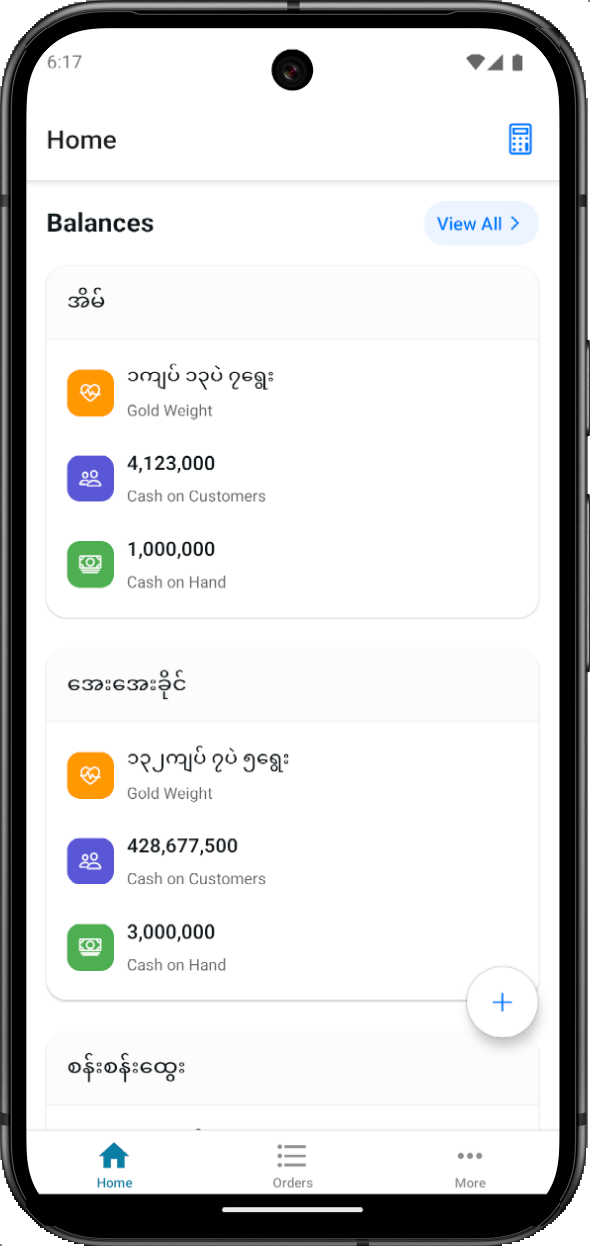 6:17
Home
Balances
View All
အိမ်
၁ကျပ် ၁၃ပဲ ၇ရွေး
Gold Weight
4,123,000
Cash on Customers
1,000,000
Cash on Hand
အေးအေးခိုင်
၁၃၂ကျပ် ၇ပဲ ၅ရွေး
Gold Weight
428,677,500
Cash on Customers
3,000,000
Cash on Hand
စန်းစန်းထွေး
Home
Orders
More